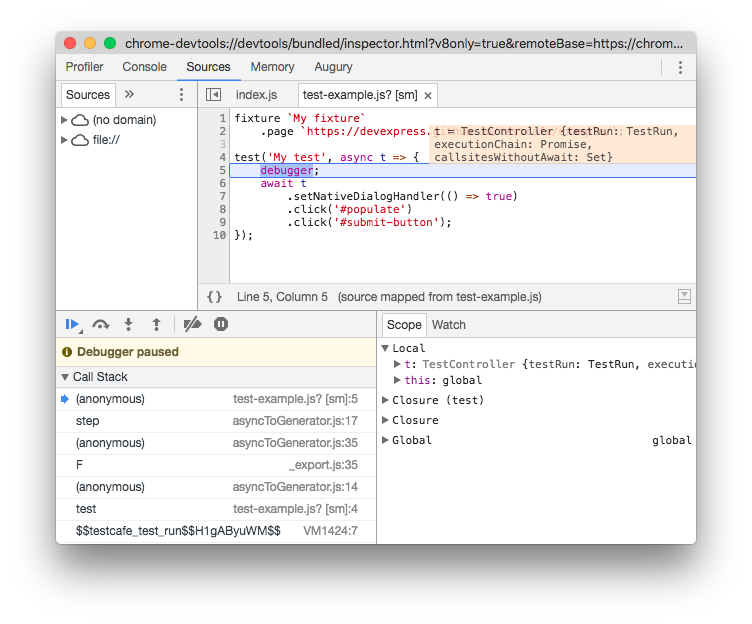 chrome-devtools://devtools/bundled/inspector.html?v8only=true&remoteBase=https://chrom...
Profiler Console Sources Memory Augury
Sources »
index.js test-example.js? [sm] ×
(no domain)
file://
1 fixture `My fixture`
2 .page `https://devexpress. t = TestController {testRun: TestRun,
3 executionChain: Promise,
4 test('My test', async t => { callsitesWithoutAwait: Set}
5 debugger;
6 await t
7 .setNativeDialogHandler(() => true)
8 .click('#populate')
9 .click('#submit-button');
10 });
{ } Line 5, Column 5 (source mapped from test-example.js)
Debugger paused
Call Stack
(anonymous) test-example.js? [sm]:5
step asyncToGenerator.js:17
(anonymous) asyncToGenerator.js:35
F _export.js:35
(anonymous) asyncToGenerator.js:14
test test-example.js? [sm]:4
$$testcafe_test_run$$H1gAByuWM$$ VM1424:7
Scope Watch
Local
t: TestController {testRun: TestRun, executi
this: global
Closure (test)
Closure
Global global